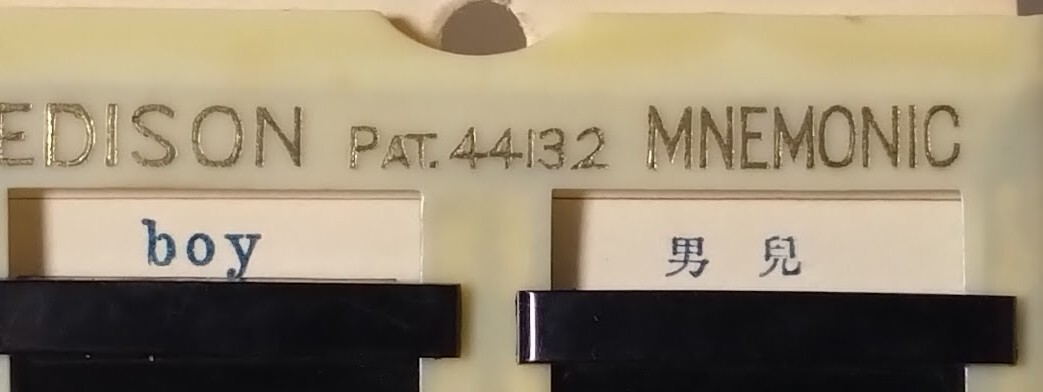 EDISON PAT. 44132 MNEMONIC
boy 男 兒